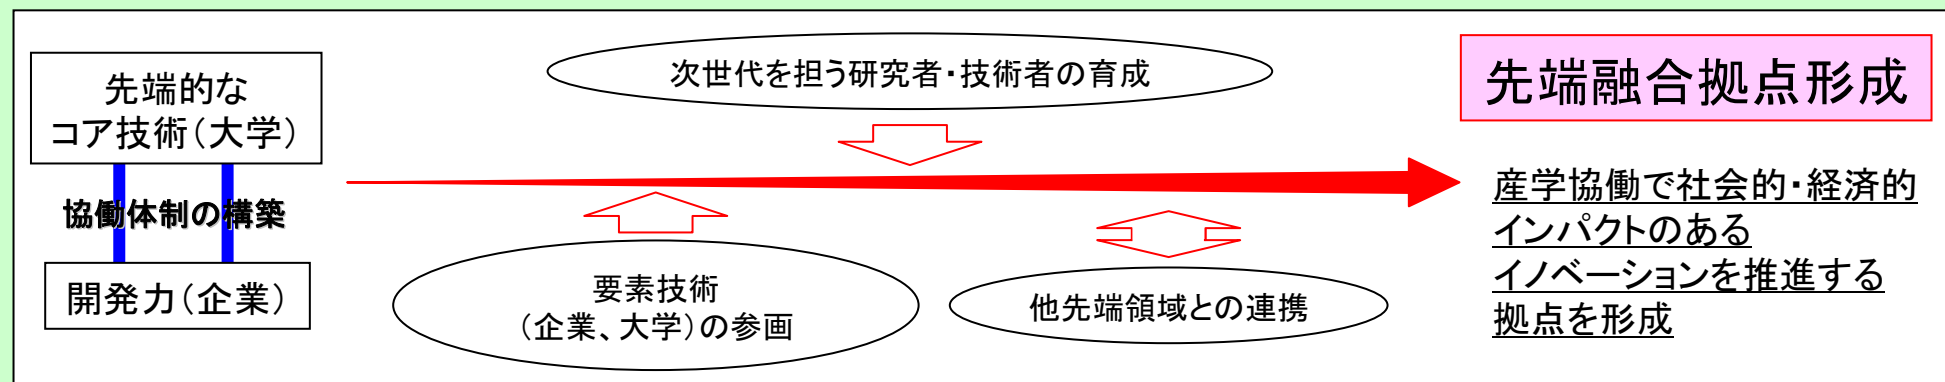 先端的な
コア技術(大学)
協働体制の構築
開発力(企業)
次世代を担う研究者・技術者の育成
要素技術
(企業、大学)の参画
他先端領域との連携
先端融合拠点形成
産学協働で社会的・経済的
インパクトのある
イノベーションを推進する
拠点を形成